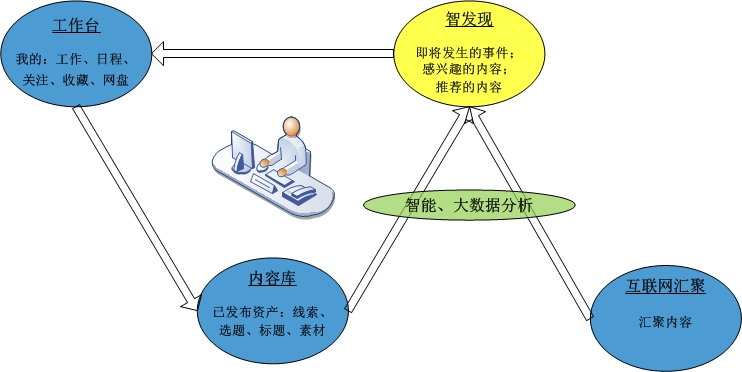 工作台
我的：工作、日程、
关注、收藏、网盘
智发现
即将发生的事件；
感兴趣的内容；
推荐的内容
智能、大数据分析
内容库
已发布资产：线索、
选题、标题、素材
互联网汇聚
汇聚内容